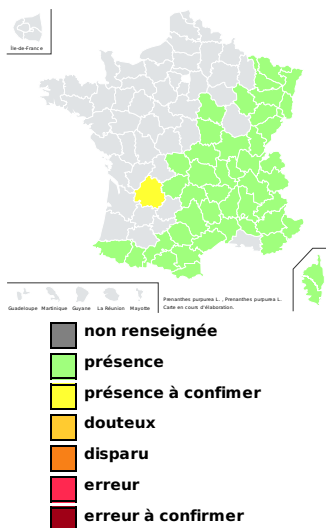 Île-de-France
Guadeloupe Martinique Guyane La Réunion Mayotte
Prenanthes purpurea L. , Prenanthes purpurea L.
Carte en cours d'élaboration.
non renseignée
présence
présence à confimer
douteux
disparu
erreur
erreur à confirmer